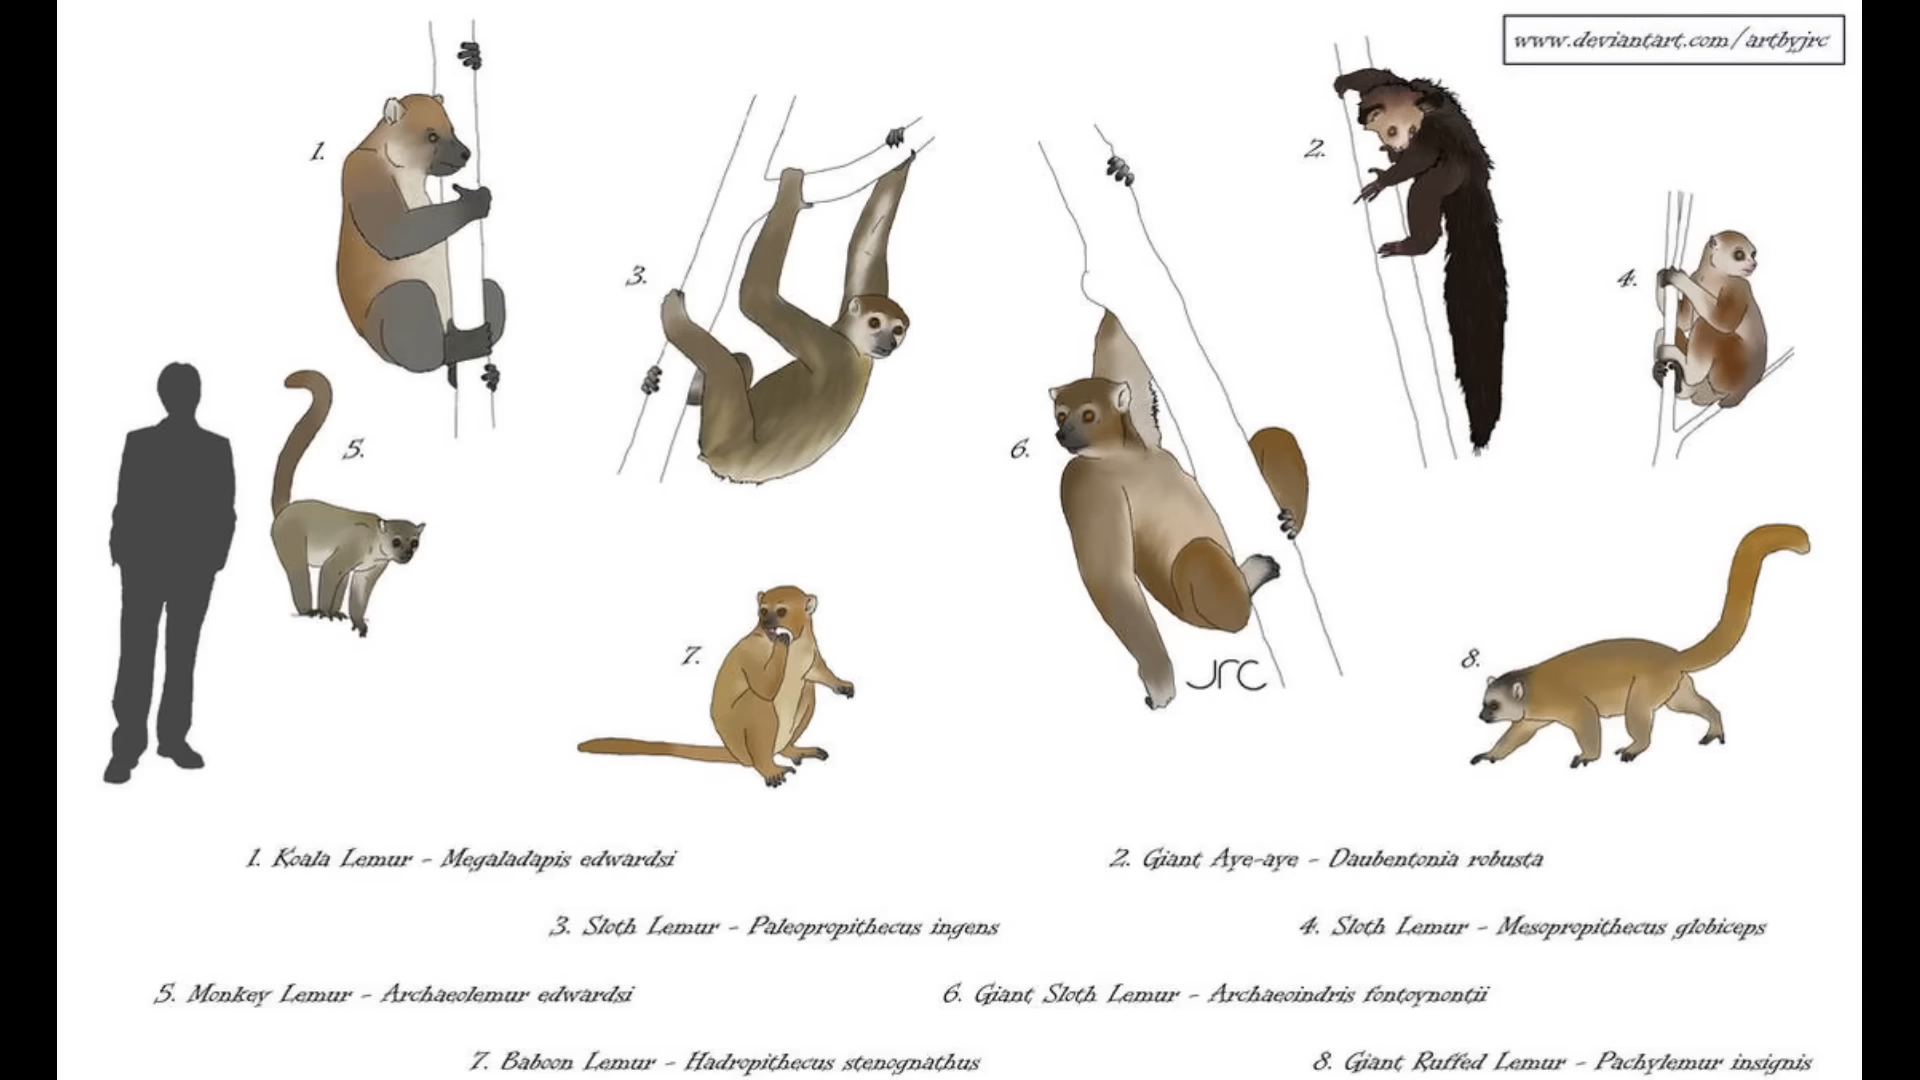 www.deviantart.com/artbyjrc
1.
2.
3.
4.
5.
6.
7.
JrC
8.
1. Koala Lemur - Megaladapis edwardsi
2. Giant Aye-aye - Daubentonia robusta
3. Sloth Lemur - Paleopropithecus ingens
4. Sloth Lemur - Mesopropithecus globiceps
5. Monkey Lemur - Archaeolemur edwardsi
6. Giant Sloth Lemur - Archaeoindris fontoynontii
7. Baboon Lemur - Hadropithecus stenognathus
8. Giant Ruffed Lemur - Pachylemur insignis